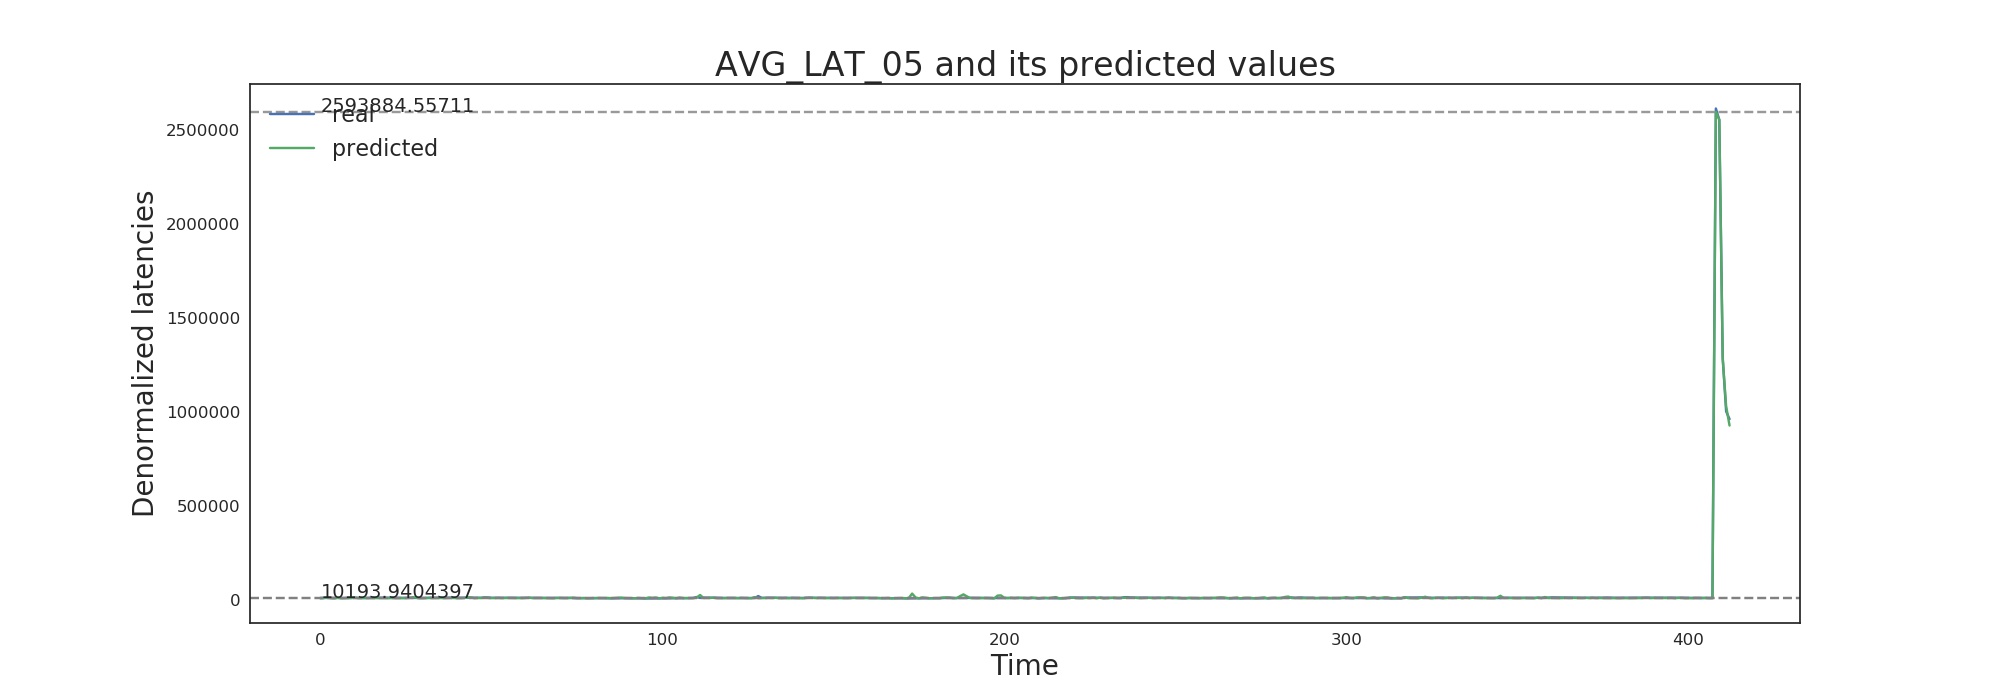 AVG_LAT_05 and its predicted values
2593884.55711
real
predicted
2500000
2000000
1500000
1000000
500000
0
Denormalized latencies
10193.9404397
0 100 200 300 400
Time